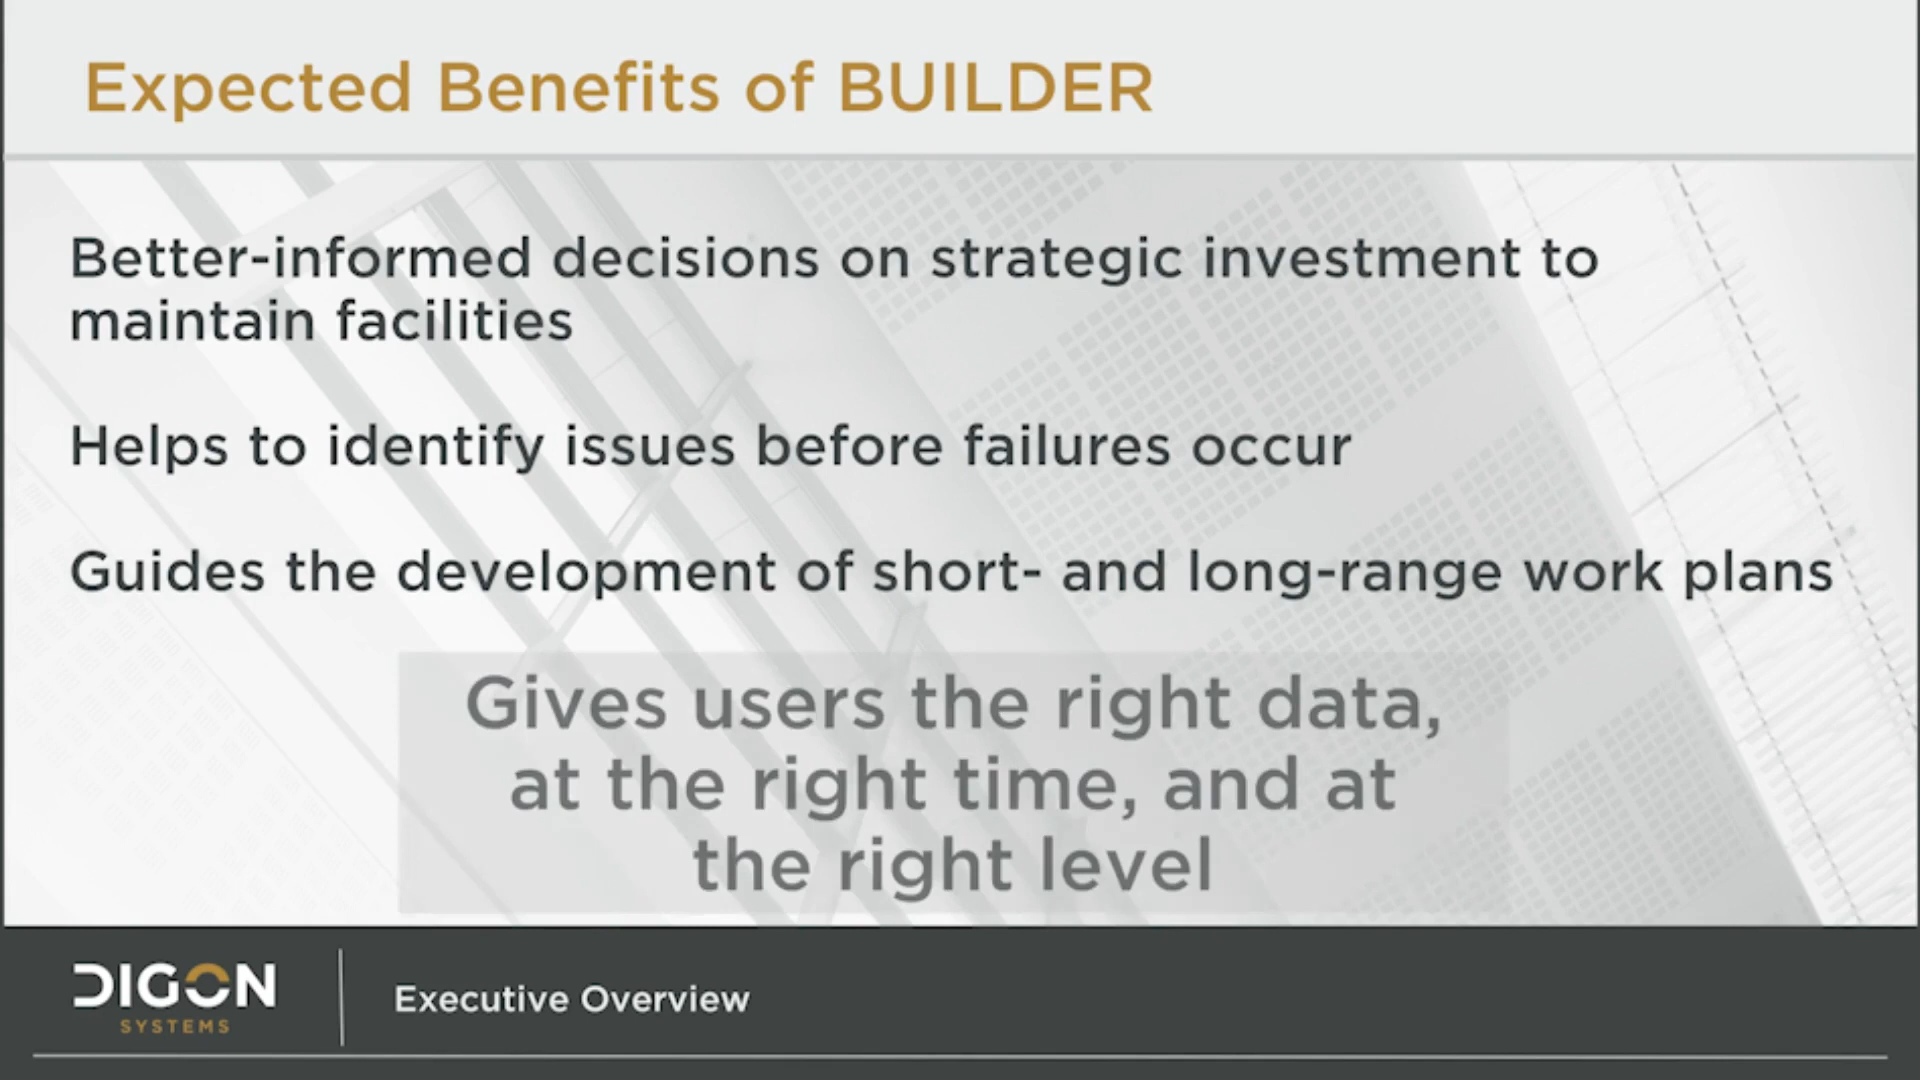 Expected Benefits of BUILDER
Better-informed decisions on strategic investment to
maintain facilities
Helps to identify issues before failures occur
Guides the development of short- and long-range work plans
Gives users the right data,
at the right time, and at
the right level
DIGON
SYSTEMS
Executive Overview